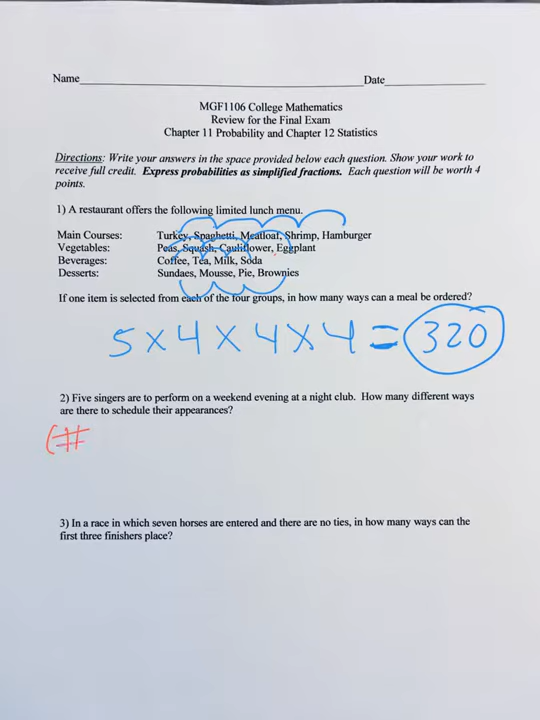 Name_______________ Date_______________
MGF1106 College Mathematics
Review for the Final Exam
Chapter 11 Probability and Chapter 12 Statistics
Directions: Write your answers in the space provided below each question. Show your work to
receive full credit. Express probabilities as simplified fractions. Each question will be worth 4
points.
1) A restaurant offers the following limited lunch menu.
Main Courses: Turkey, Spaghetti, Meatloaf, Shrimp, Hamburger
Vegetables: Peas, Squash, Cauliflower, Eggplant
Beverages: Coffee, Tea, Milk, Soda
Desserts: Sundaes, Mousse, Pie, Brownies
If one item is selected from each of the four groups, in how many ways can a meal be ordered?
5 x 4 x 4 x 4 = 320
2) Five singers are to perform on a weekend evening at a night club. How many different ways
are there to schedule their appearances?
(#
3) In a race in which seven horses are entered and there are no ties, in how many ways can the
first three finishers place?